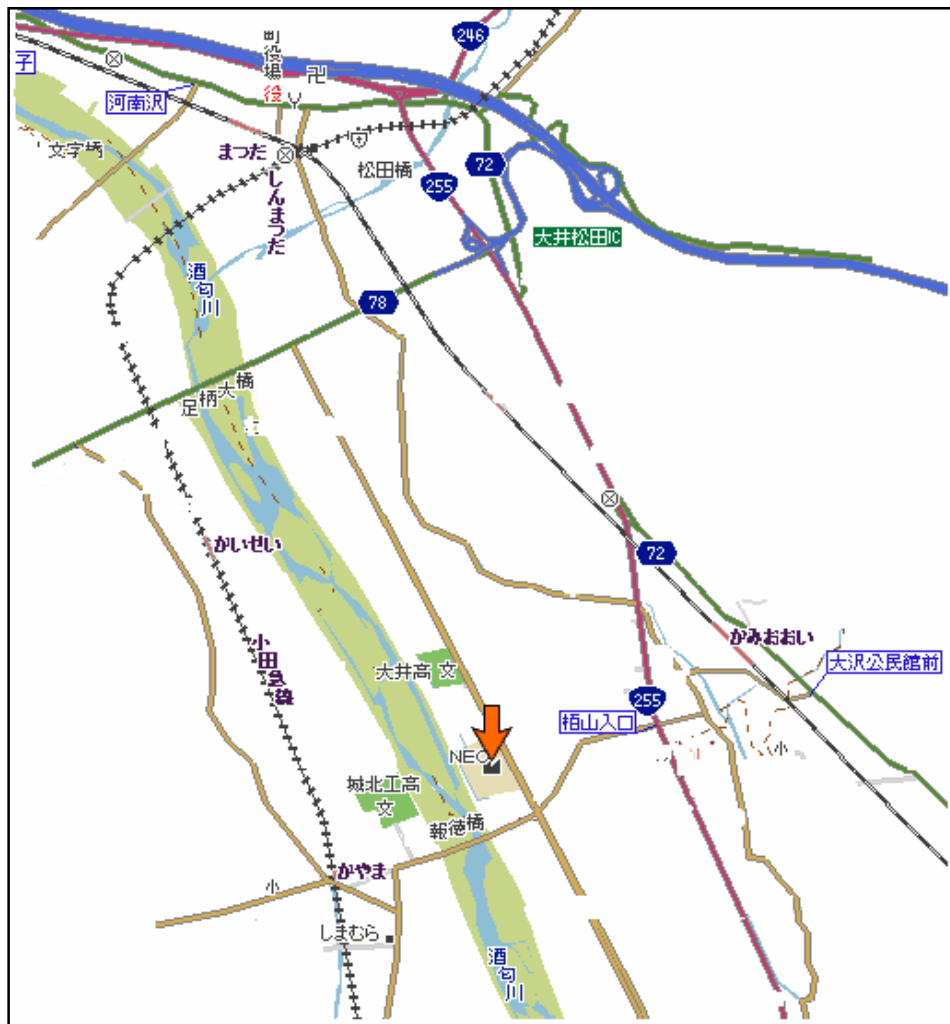 246
町役場
子
卍
役
河南沢
文字橋
まつだ
松田橋
72
255
しんまつだ
大井松田IC
酒匂川
78
足柄大橋
かいせい
72
かみおおい
小田急線
大井高
文
大沢公民館前
255
栢山入口
NEC
小
城北工高
文
報徳橋
かやま
小
しまむら
酒匂川